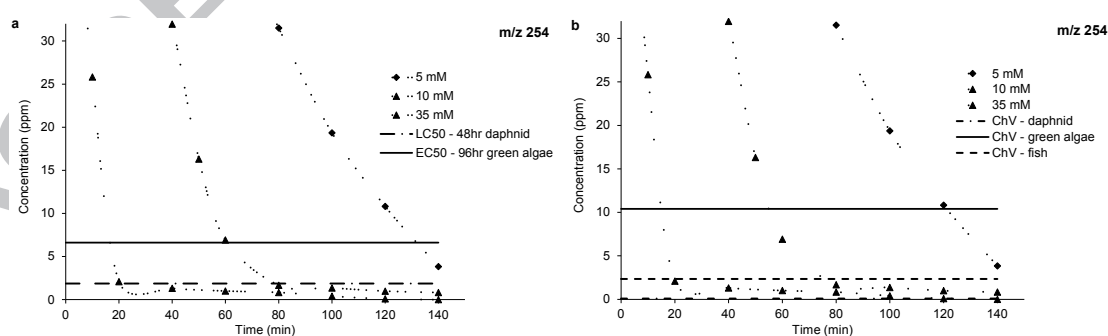 a
m/z 254
Concentration (ppm)
30
25
20
15
10
5
0
5 mM
10 mM
35 mM
LC50 - 48hr daphnid
EC50 - 96hr green algae
0 20 40 60 80 100 120 140
Time (min)
b
m/z 254
Concentration (ppm)
30
25
20
15
10
5
0
5 mM
10 mM
35 mM
ChV - daphnid
ChV - green algae
ChV - fish
0 20 40 60 80 100 120 140
Time (min)